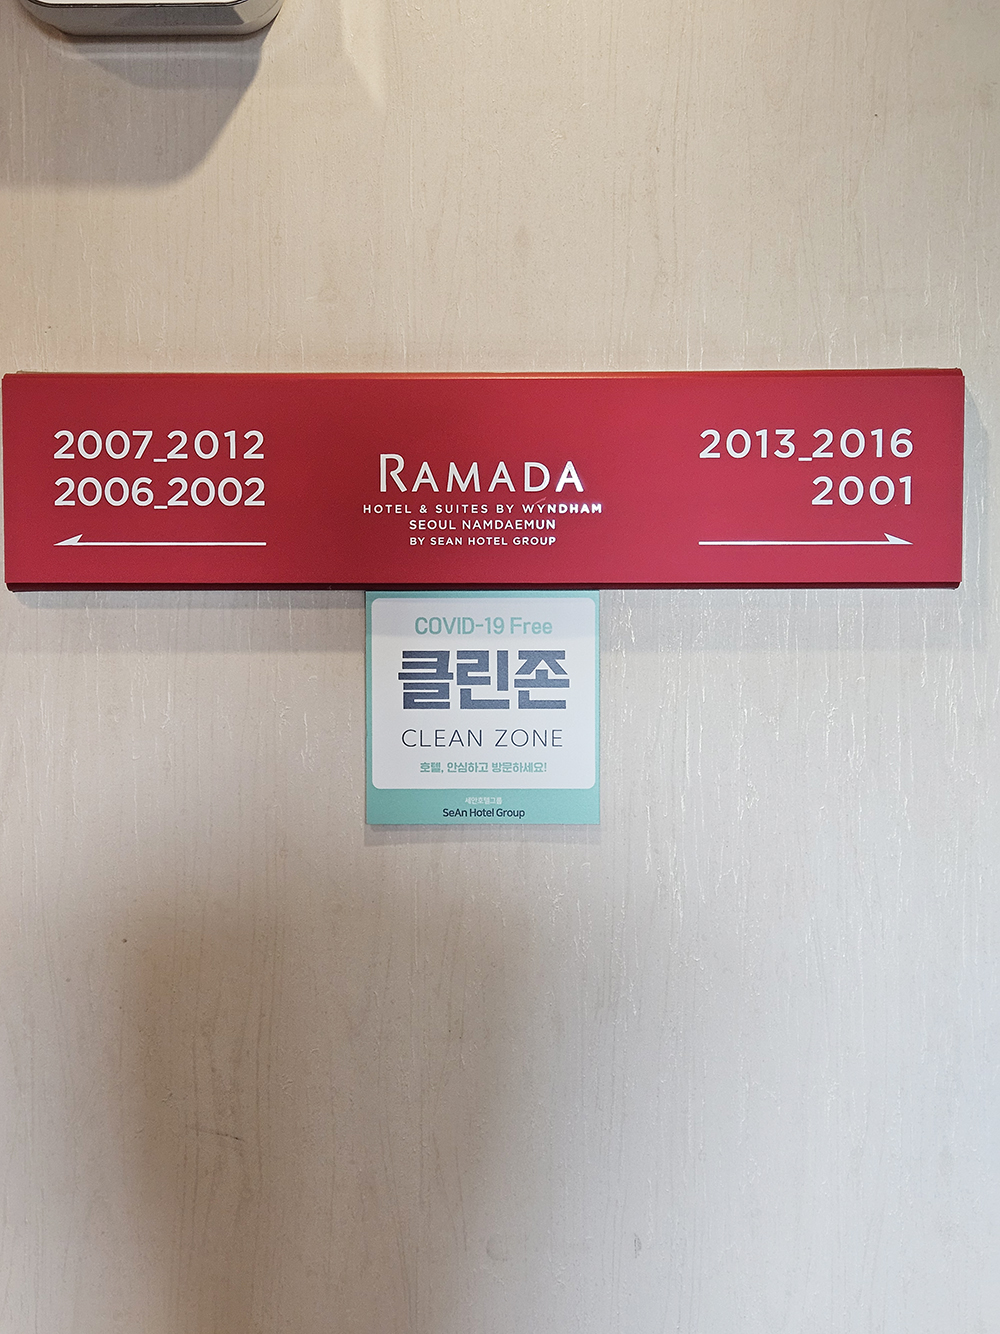 2007_2012
2006_2002
RAMADA
HOTEL & SUITES BY WYNDHAM
SEOUL NAMDAEMUN
BY SEAN HOTEL GROUP
2013_2016
2001
COVID-19 Free
클린존
CLEAN ZONE
호텔, 안심하고 방문하세요!
세안호텔그룹
SeAn Hotel Group